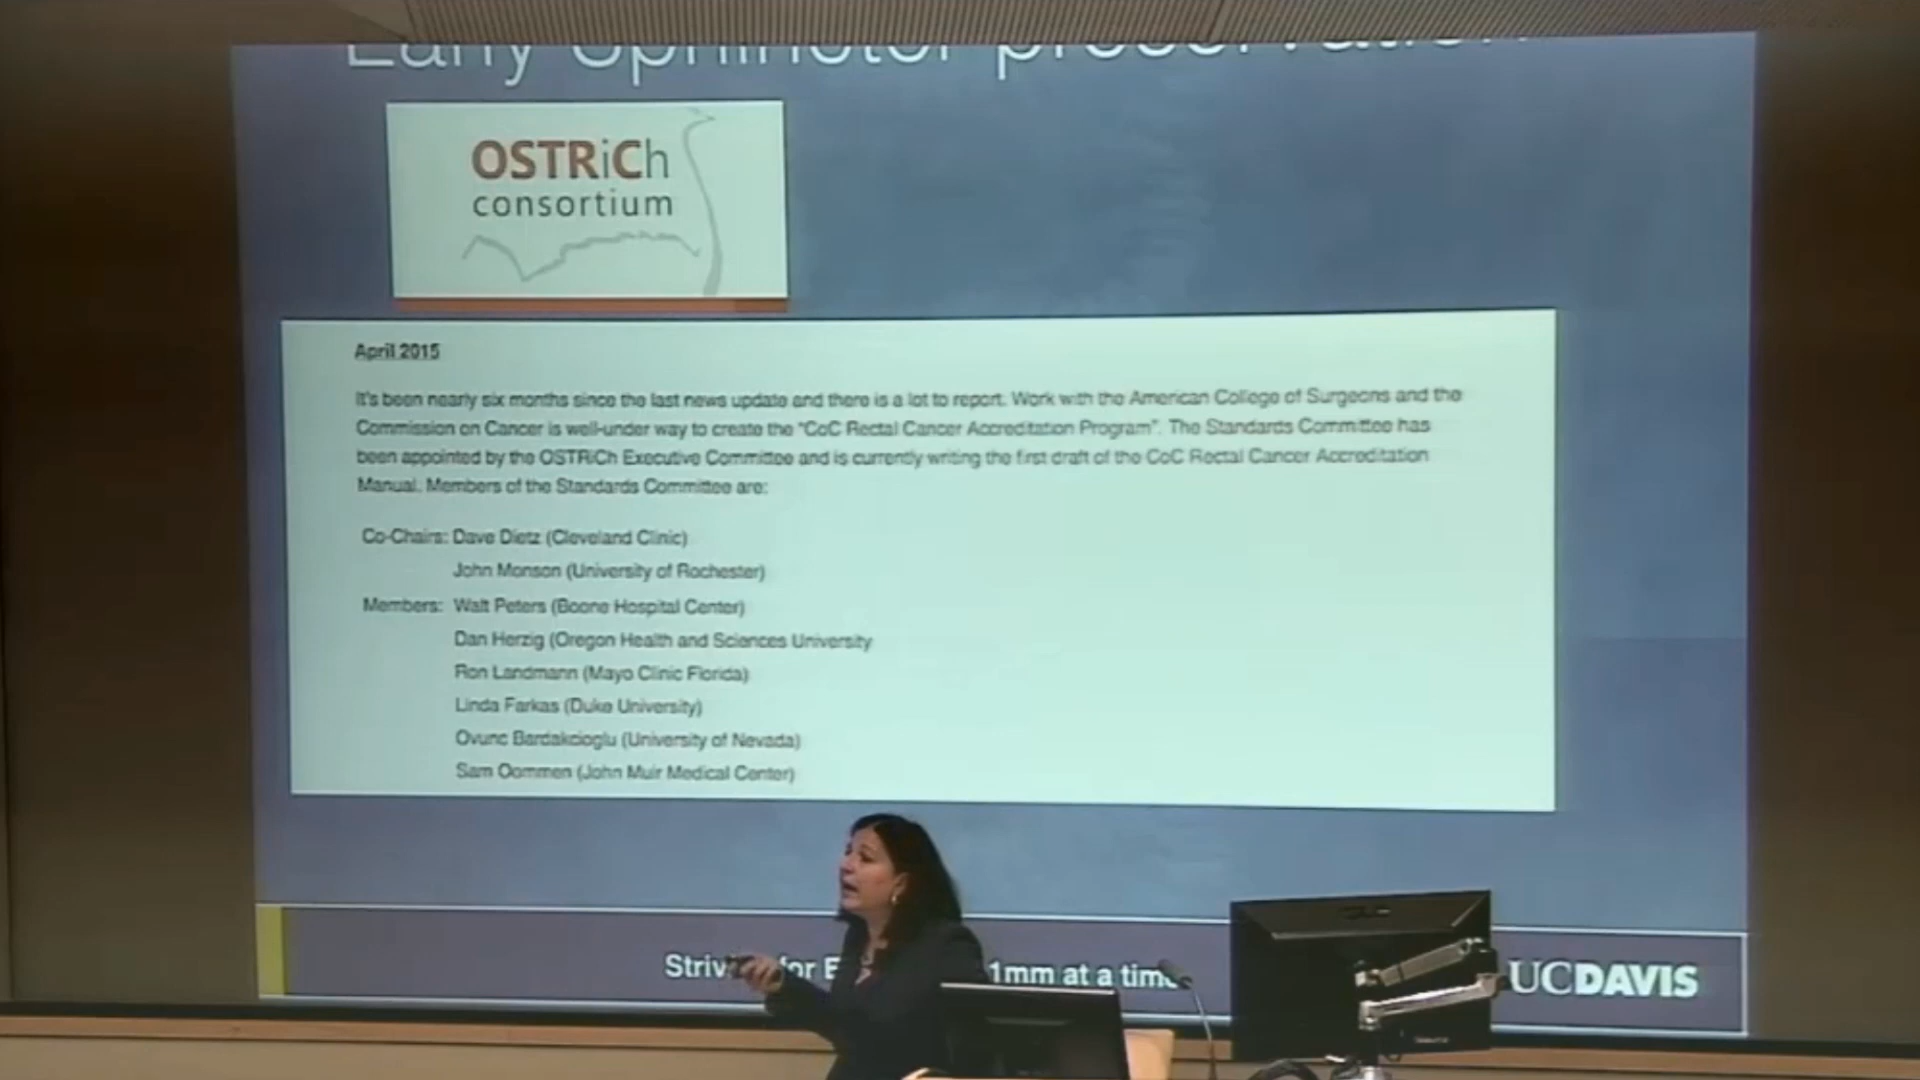 Early Sphincter preservation
OSTRiCh
consortium
April 2015
It's been nearly six months since the last news update and there is a lot to report. Work with the American College of Surgeons and the
Commission on Cancer is well-under way to create the "CoC Rectal Cancer Accreditation Program". The Standards Committee has
been appointed by the OSTRiCh Executive Committee and is currently writing the first draft of the CoC Rectal Cancer Accreditation
Manual. Members of the Standards Committee are:
Co-Chairs: Dave Dietz (Cleveland Clinic)
John Monson (University of Rochester)
Members: Walt Peters (Boone Hospital Center)
Dan Herzig (Oregon Health and Sciences University
Ron Landmann (Mayo Clinic Florida)
Linda Farkas (Duke University)
Ovunc Bardakcioglu (University of Nevada)
Sam Oommen (John Muir Medical Center)
for 1mm at a time
UCDAVIS